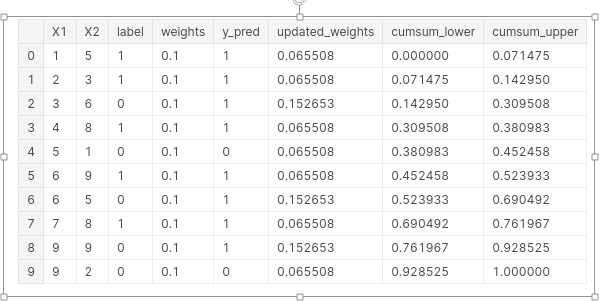 X1 X2 label weights y_pred updated_weights cumsum_lower cumsum_upper
0 1 5 1 0.1 1 0.065508 0.000000 0.071475
1 2 3 1 0.1 1 0.065508 0.071475 0.142950
2 3 6 0 0.1 1 0.152653 0.142950 0.309508
3 4 8 1 0.1 1 0.065508 0.309508 0.380983
4 5 1 0 0.1 0 0.065508 0.380983 0.452458
5 6 9 1 0.1 1 0.065508 0.452458 0.523933
6 6 5 0 0.1 1 0.152653 0.523933 0.690492
7 7 8 1 0.1 1 0.065508 0.690492 0.761967
8 9 9 0 0.1 1 0.152653 0.761967 0.928525
9 9 2 0 0.1 0 0.065508 0.928525 1.000000